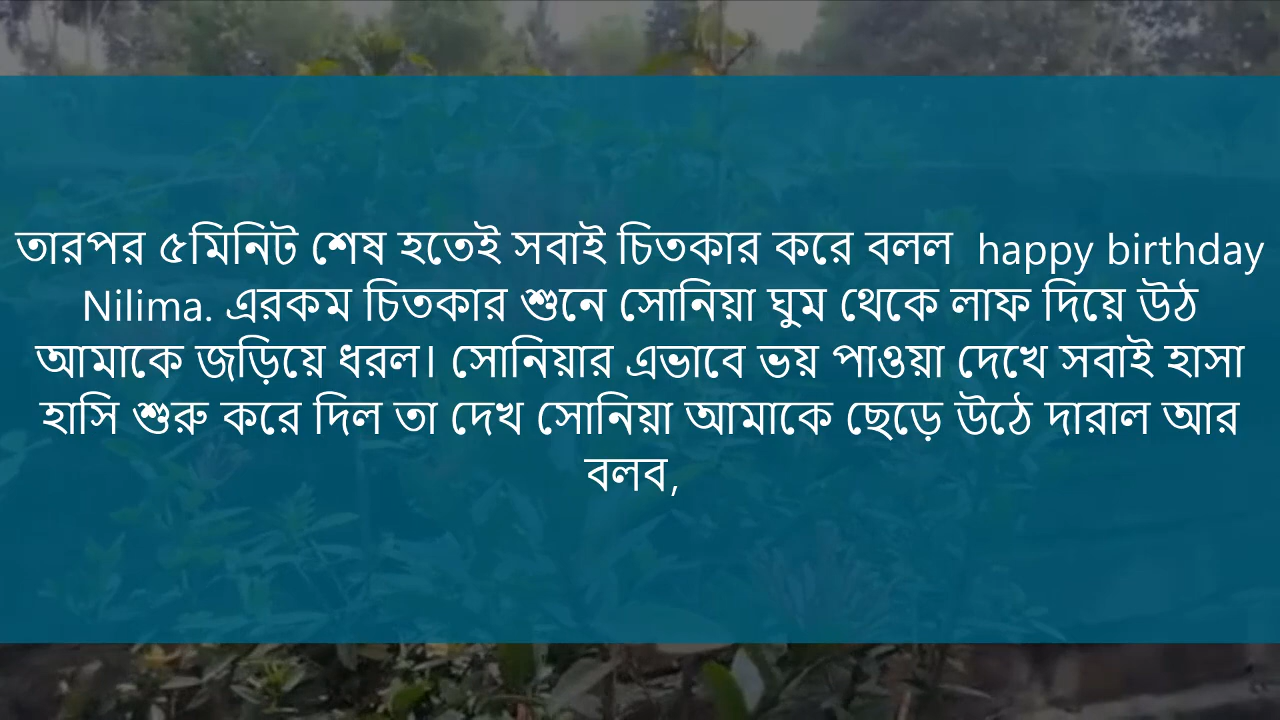 তারপর ৫মিনিট শেষ হতেই সবাই চিতকার করে বলল  happy birthday
Nilima. এরকম চিতকার শুনে সোনিয়া ঘুম থেকে লাফ দিয়ে উঠ
আমাকে জড়িয়ে ধরল। সোনিয়ার এভাবে ভয় পাওয়া দেখে সবাই হাসা
হাসি শুরু করে দিল তা দেখ সোনিয়া আমাকে ছেড়ে উঠে দারাল আর
বলব,